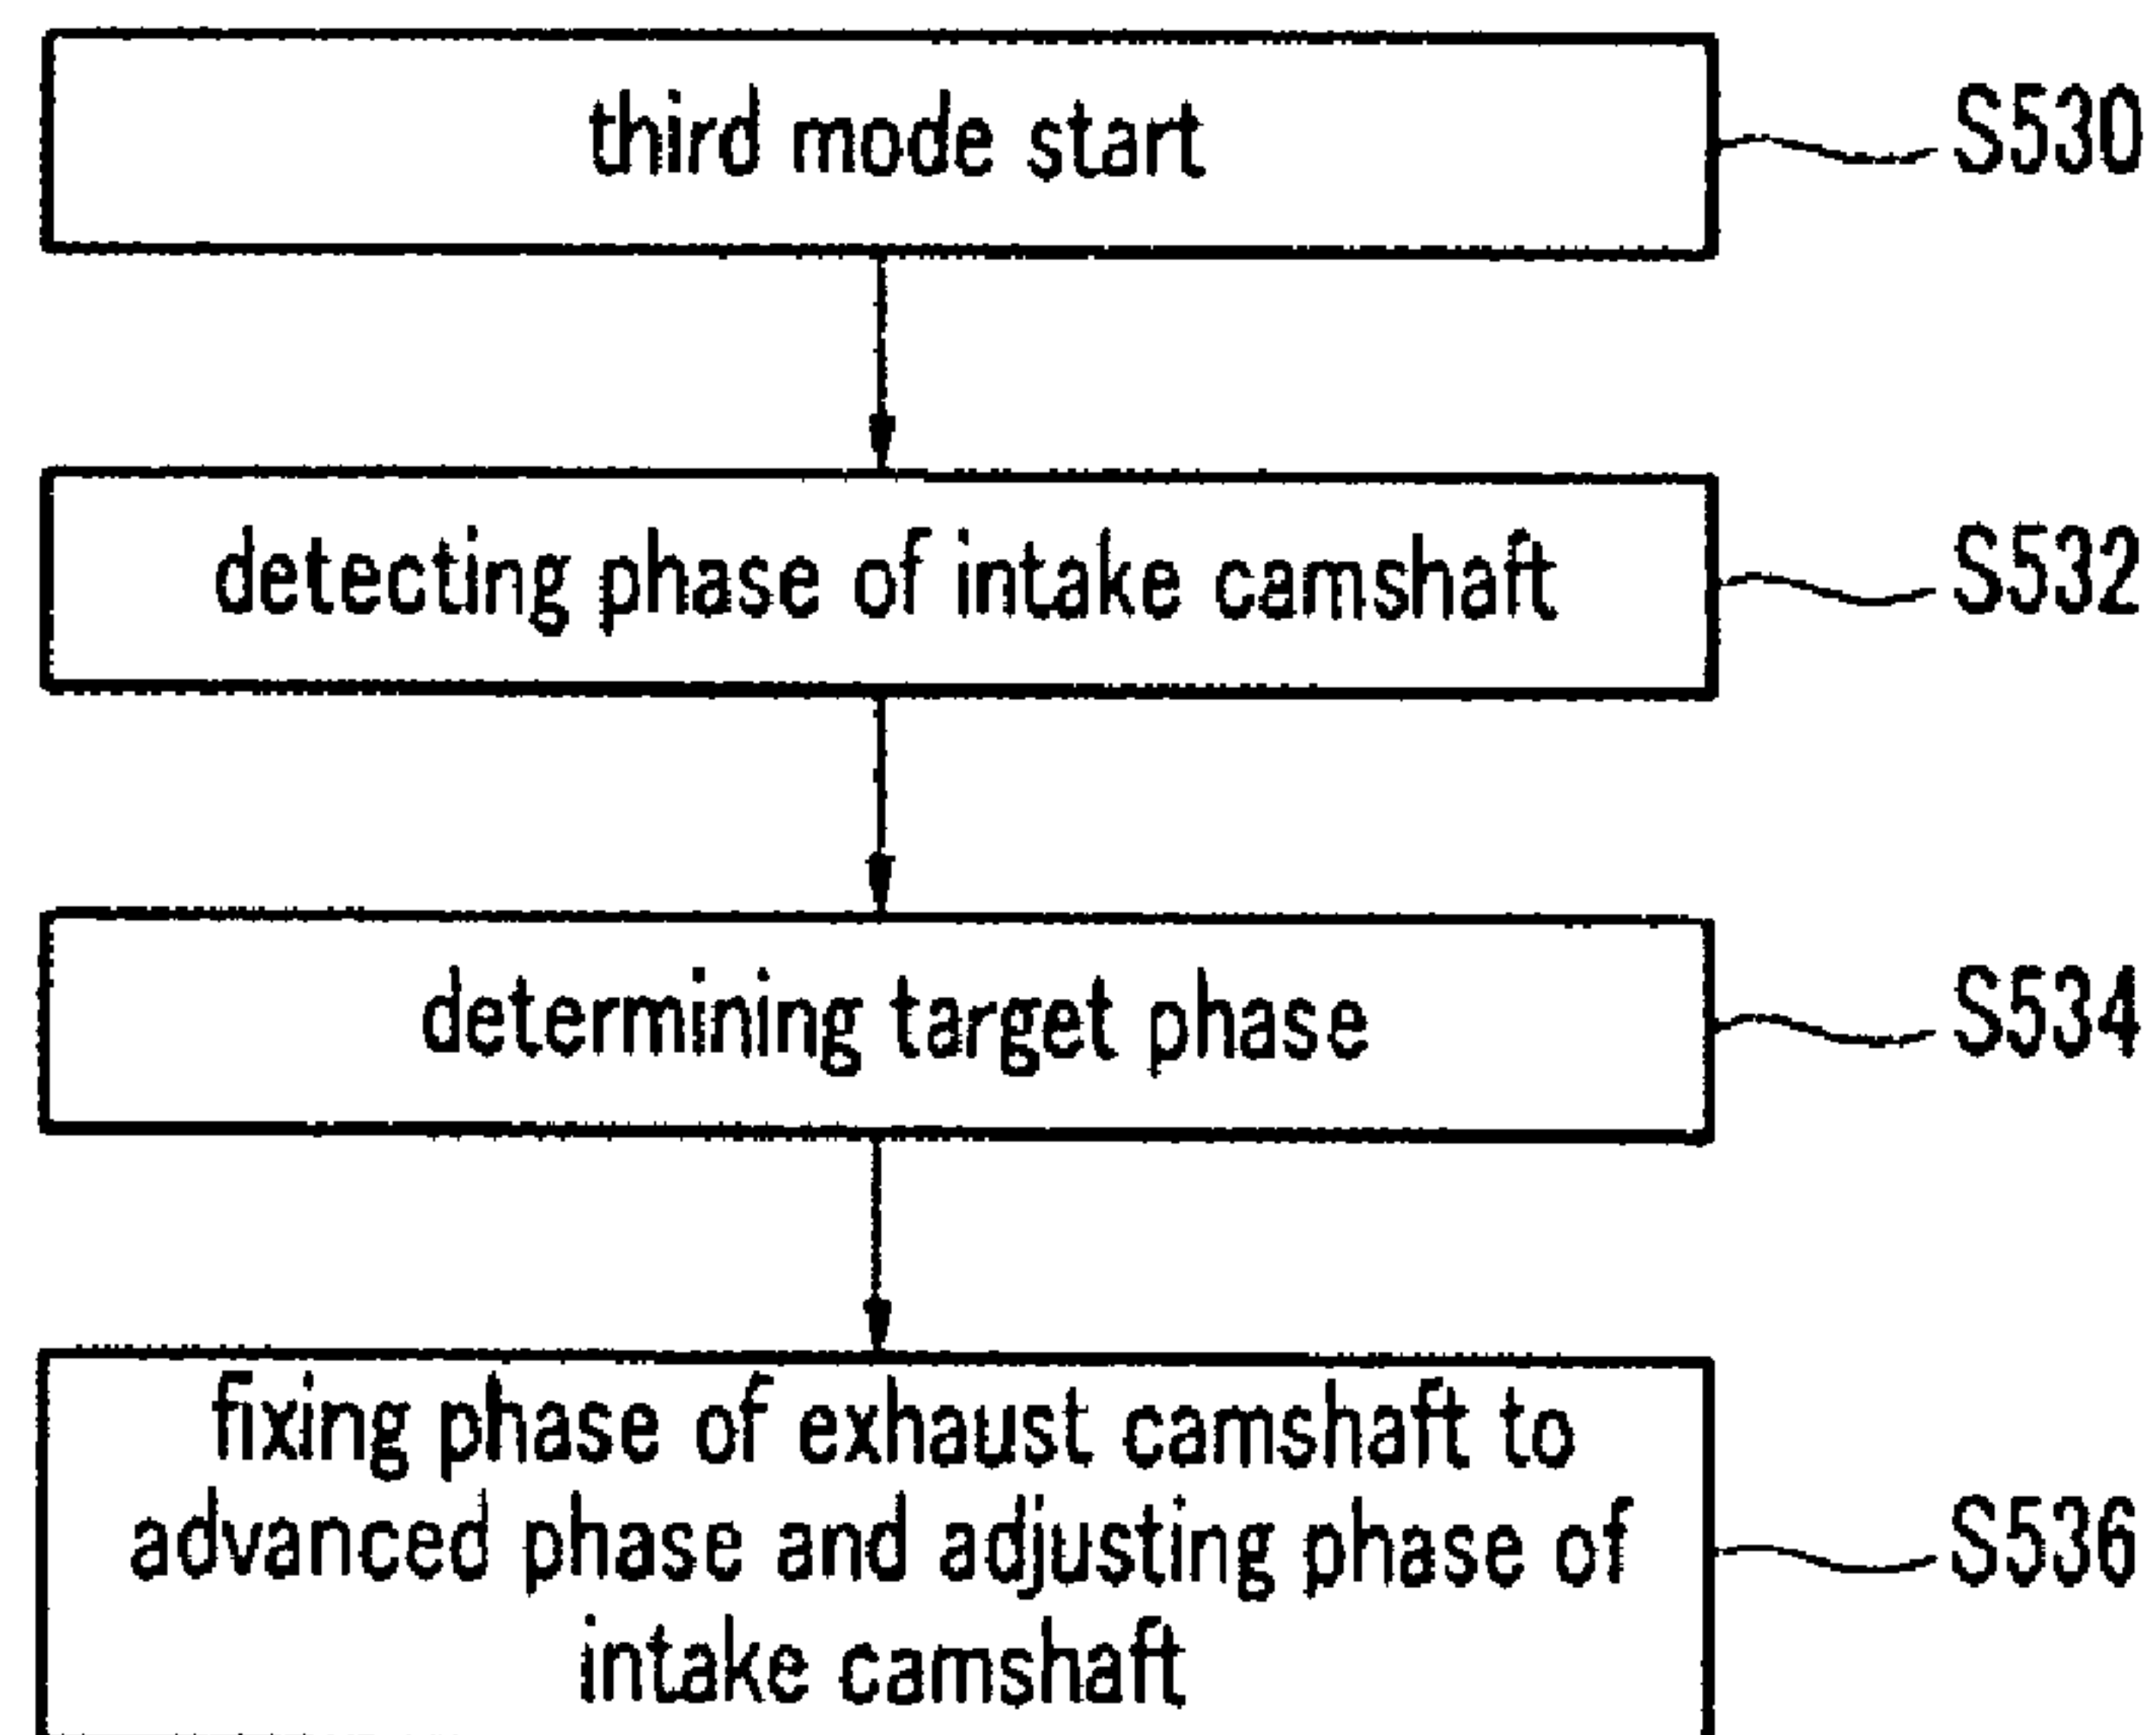 third mode start
S530
detecting phase of intake camshaft
S532
determining target phase
S534
fixing phase of exhaust camshaft to
advanced phase and adjusting phase of
intake camshaft
S536